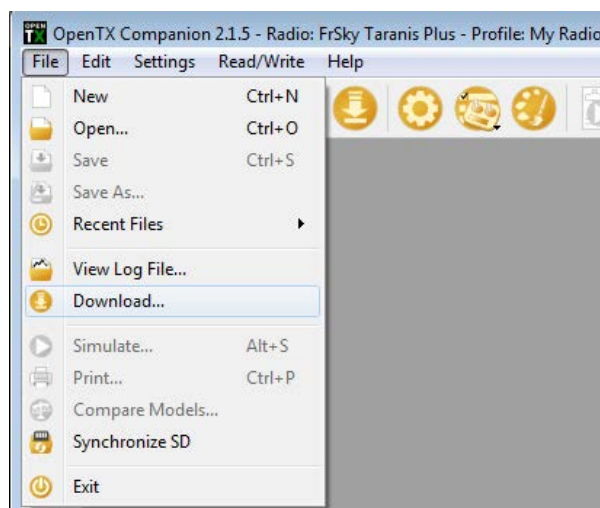 OPEN TX OpenTX Companion 2.1.5 - Radio: FrSky Taranis Plus - Profile: My Radio
File Edit Settings Read/Write Help
New Ctrl+N
Open... Ctrl+O
Save Ctrl+S
Save As...
Recent Files
View Log File...
Download...
Simulate... Alt+S
Print... Ctrl+P
Compare Models...
Synchronize SD
Exit